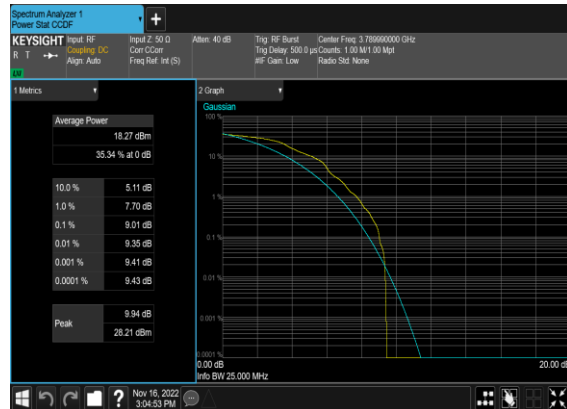 Spectrum Analyzer 1
Power Stat CCDF
+
KEYSIGHT
R T
LV
Input: RF
Coupling: DC
Align: Auto
Input Z: 50 Ω
Corr CCorr
Freq Ref: Int (S)
Atten: 40 dB
Trig: RF Burst
Trig Delay: 500.0 µs
#IF Gain: Low
Center Freq: 3.789990000 GHz
Counts: 1.00 M/1.00 Mpt
Radio Std: None
1 Metrics
Average Power
18.27 dBm
35.34 % at 0 dB
10.0 % 5.11 dB
1.0 % 7.70 dB
0.1 % 9.01 dB
0.01 % 9.35 dB
0.001 % 9.41 dB
0.0001 % 9.43 dB
Peak
9.94 dB
28.21 dBm
2 Graph
Gaussian
100 %
10 %
1 %
0.1 %
0.01 %
0.001 %
0.0001 %
0.00 dB
20.00 dB
Info BW 25.000 MHz
?
Nov 16, 2022
3:04:53 PM